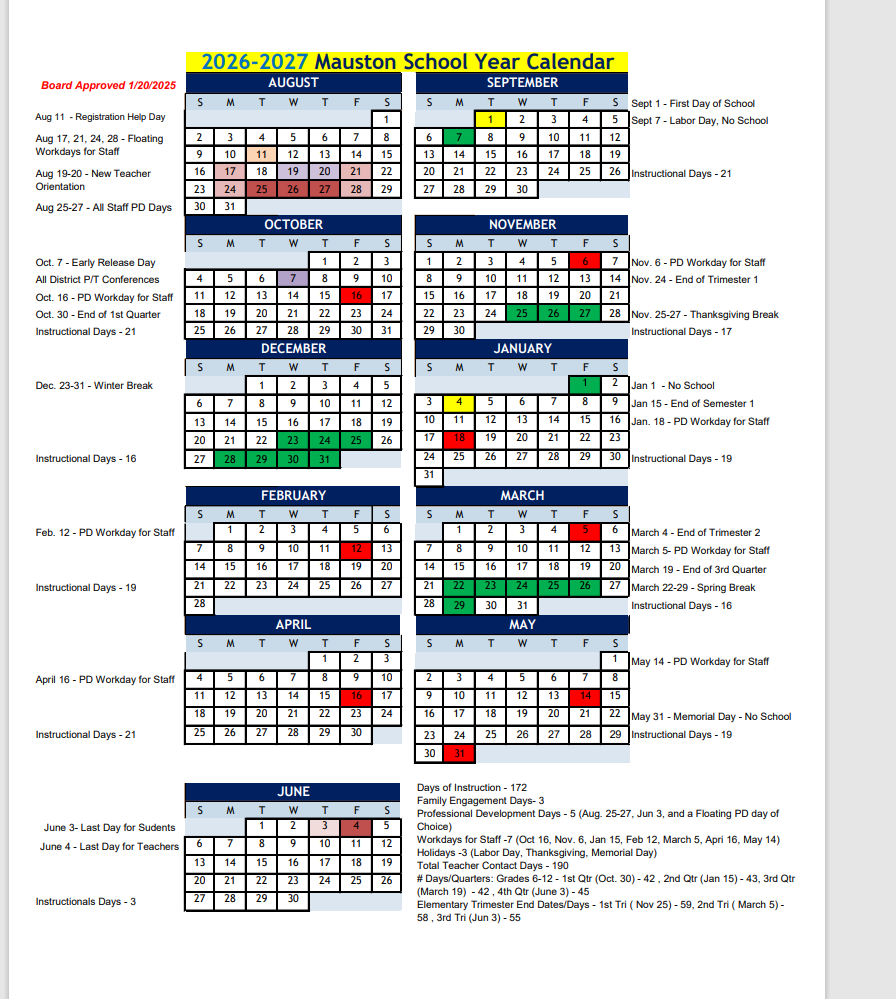 2026-2027 Mauston School Year Calendar
Board Approved 1/20/2025
AUGUST
S M T W T F S
1
Aug 11 - Registration Help Day
2 3 4 5 6 7 8
Aug 17, 21, 24, 28 - Floating
Workdays for Staff
9 10 11 12 13 14 15
16 17 18 19 20 21 22
Aug 19-20 - New Teacher
Orientation
23 24 25 26 27 28 29
30 31
Aug 25-27 - All Staff PD Days
SEPTEMBER
S M T W T F S
Sept 1 - First Day of School
1 2 3 4 5
Sept 7 - Labor Day, No School
6 7 8 9 10 11 12
13 14 15 16 17 18 19
20 21 22 23 24 25 26
Instructional Days - 21
27 28 29 30
OCTOBER
S M T W T F S
1 2 3
Oct. 7 - Early Release Day
4 5 6 7 8 9 10
All District P/T Conferences
11 12 13 14 15 16 17
Oct. 16 - PD Workday for Staff
18 19 20 21 22 23 24
Oct. 30 - End of 1st Quarter
25 26 27 28 29 30 31
Instructional Days - 21
NOVEMBER
S M T W T F S
1 2 3 4 5 6 7
Nov. 6 - PD Workday for Staff
8 9 10 11 12 13 14
Nov. 24 - End of Trimester 1
15 16 17 18 19 20 21
22 23 24 25 26 27 28
Nov. 25-27 - Thanksgiving Break
29 30
Instructional Days - 17
DECEMBER
S M T W T F S
1 2 3 4 5
Dec. 23-31 - Winter Break
6 7 8 9 10 11 12
13 14 15 16 17 18 19
20 21 22 23 24 25 26
27 28 29 30 31
Instructional Days - 16
JANUARY
S M T W T F S
1 2
Jan 1 - No School
3 4 5 6 7 8 9
Jan 15 - End of Semester 1
10 11 12 13 14 15 16
Jan. 18 - PD Workday for Staff
17 18 19 20 21 22 23
24 25 26 27 28 29 30
Instructional Days - 19
31
FEBRUARY
S M T W T F S
1 2 3 4 5 6
Feb. 12 - PD Workday for Staff
7 8 9 10 11 12 13
14 15 16 17 18 19 20
21 22 23 24 25 26 27
Instructional Days - 19
28
MARCH
S M T W T F S
1 2 3 4 5 6
March 4 - End of Trimester 2
7 8 9 10 11 12 13
March 5- PD Workday for Staff
14 15 16 17 18 19 20
March 19 - End of 3rd Quarter
21 22 23 24 25 26 27
March 22-29 - Spring Break
28 29 30 31
Instructional Days - 16
APRIL
S M T W T F S
1 2 3
4 5 6 7 8 9 10
April 16 - PD Workday for Staff
11 12 13 14 15 16 17
18 19 20 21 22 23 24
25 26 27 28 29 30
Instructional Days - 21
MAY
S M T W T F S
1
May 14 - PD Workday for Staff
2 3 4 5 6 7 8
9 10 11 12 13 14 15
16 17 18 19 20 21 22
May 31 - Memorial Day - No School
23 24 25 26 27 28 29
Instructional Days - 19
30 31
JUNE
S M T W T F S
1 2 3 4 5
June 3- Last Day for Sudents
6 7 8 9 10 11 12
June 4 - Last Day for Teachers
13 14 15 16 17 18 19
20 21 22 23 24 25 26
27 28 29 30
Instructionals Days - 3
Days of Instruction - 172
Family Engagement Days- 3
Professional Development Days - 5 (Aug. 25-27, Jun 3, and a Floating PD day of
Choice)
Workdays for Staff -7 (Oct 16, Nov. 6, Jan 15, Feb 12, March 5, Apri 16, May 14)
Holidays -3 (Labor Day, Thanksgiving, Memorial Day)
Total Teacher Contact Days - 190
# Days/Quarters: Grades 6-12 - 1st Qtr (Oct. 30) - 42 , 2nd Qtr (Jan 15) - 43, 3rd Qtr
(March 19) - 42 , 4th Qtr (June 3) - 45
Elementary Trimester End Dates/Days - 1st Tri ( Nov 25) - 59, 2nd Tri ( March 5) -
58 , 3rd Tri (Jun 3) - 55